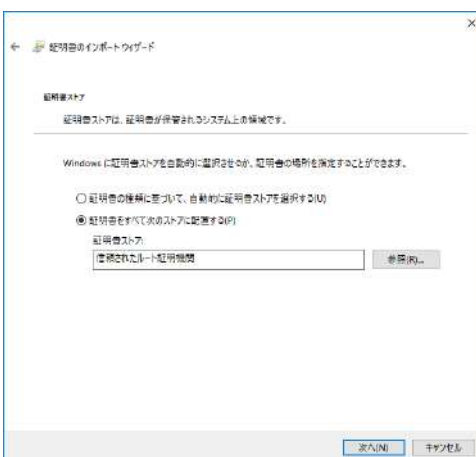 証明書のインポート ウィザード
証明書ストア
証明書ストアは、証明書が保管されるシステム上の領域です。
Windows に証明書ストアを自動的に選択させるか、証明書の場所を指定することができます。
証明書の種類に基づいて、自動的に証明書ストアを選択する(U)
証明書をすべて次のストアに配置する(P)
証明書ストア:
信頼されたルート証明機関
参照(R)...
次へ(N)
キャンセル